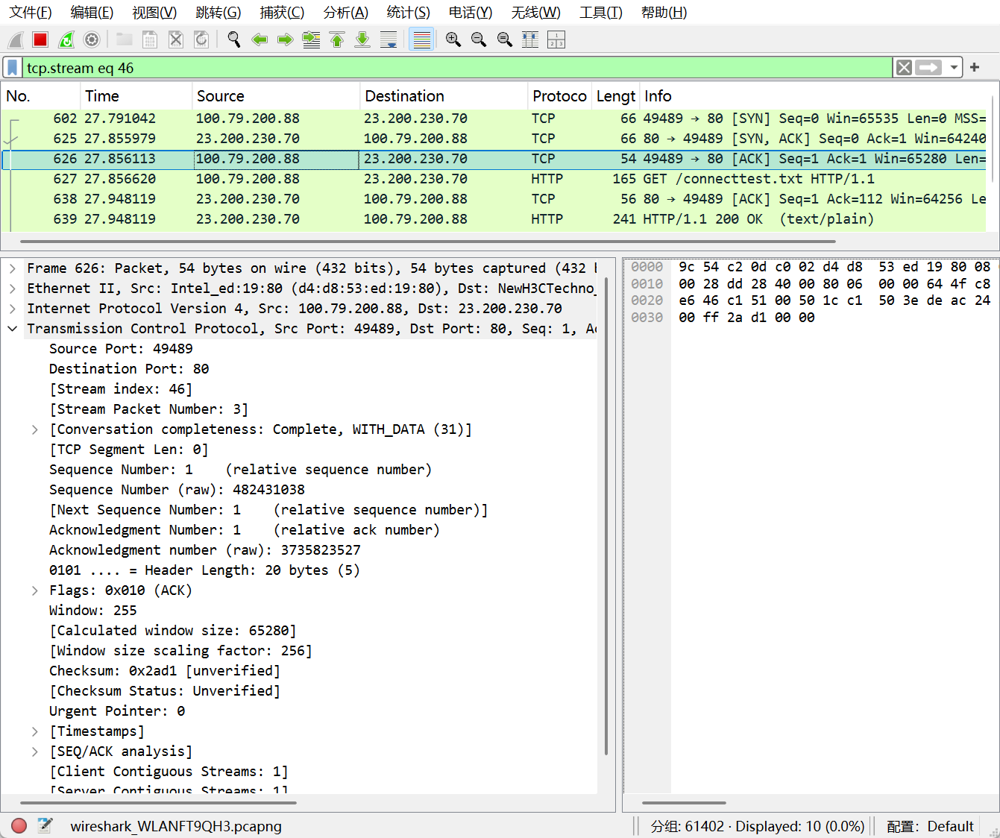 文件(F) 编辑(E) 视图(V) 跳转(G) 捕获(C) 分析(A) 统计(S) 电话(Y) 无线(W) 工具(T) 帮助(H)
tcp.stream eq 46
No. Time Source Destination Protoco Lengt Info
602 27.791042 100.79.200.88 23.200.230.70 TCP 66 49489 → 80 [SYN] Seq=0 Win=65535 Len=0 MSS=
625 27.855979 23.200.230.70 100.79.200.88 TCP 66 80 → 49489 [SYN, ACK] Seq=0 Ack=1 Win=64240
626 27.856113 100.79.200.88 23.200.230.70 TCP 54 49489 → 80 [ACK] Seq=1 Ack=1 Win=65280 Len=
627 27.856620 100.79.200.88 23.200.230.70 HTTP 165 GET /connecttest.txt HTTP/1.1
638 27.948119 23.200.230.70 100.79.200.88 TCP 56 80 → 49489 [ACK] Seq=1 Ack=112 Win=64256 Le
639 27.948119 23.200.230.70 100.79.200.88 HTTP 241 HTTP/1.1 200 OK  (text/plain)
Frame 626: Packet, 54 bytes on wire (432 bits), 54 bytes captured (432 b
Ethernet II, Src: Intel_ed:19:80 (d4:d8:53:ed:19:80), Dst: NewH3CTechno_
Internet Protocol Version 4, Src: 100.79.200.88, Dst: 23.200.230.70
Transmission Control Protocol, Src Port: 49489, Dst Port: 80, Seq: 1, Ac
Source Port: 49489
Destination Port: 80
[Stream index: 46]
[Stream Packet Number: 3]
[Conversation completeness: Complete, WITH_DATA (31)]
[TCP Segment Len: 0]
Sequence Number: 1    (relative sequence number)
Sequence Number (raw): 482431038
[Next Sequence Number: 1    (relative sequence number)]
Acknowledgment Number: 1    (relative ack number)
Acknowledgment number (raw): 3735823527
0101 .... = Header Length: 20 bytes (5)
Flags: 0x010 (ACK)
Window: 255
[Calculated window size: 65280]
[Window size scaling factor: 256]
Checksum: 0x2ad1 [unverified]
[Checksum Status: Unverified]
Urgent Pointer: 0
[Timestamps]
[SEQ/ACK analysis]
[Client Contiguous Streams: 1]
[Server Contiguous Streams: 1]
0000 9c 54 c2 0d c0 02 d4 d8 53 ed 19 80 08
0010 00 28 dd 28 40 00 80 06 00 00 64 4f c8
0020 e6 46 c1 51 00 50 1c c1 50 3e de ac 24
0030 00 ff 2a d1 00 00
wireshark_WLANFT9QH3.pcapng 分组: 61402 · Displayed: 10 (0.0%) 配置: Default